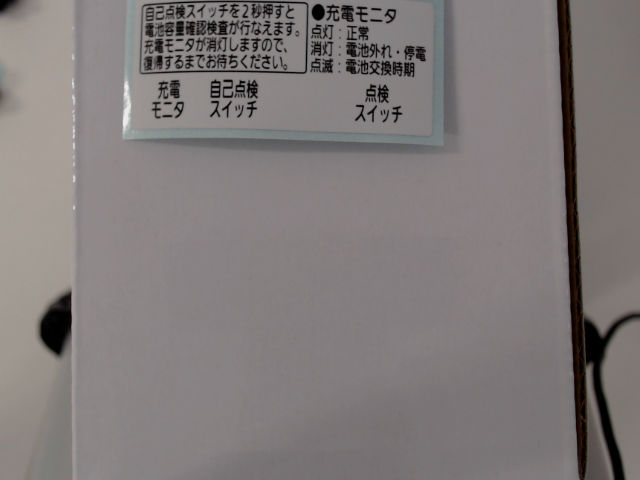 自己点検スイッチを2秒押すと
電池容量確認検査が行なえます。
充電モニタが消灯しますので、
復帰するまでお待ちください。
●充電モニタ
点灯：正常
消灯：電池外れ・停電
点滅：電池交換時期
充電 自己点検 点検
モニタ スイッチ スイッチ